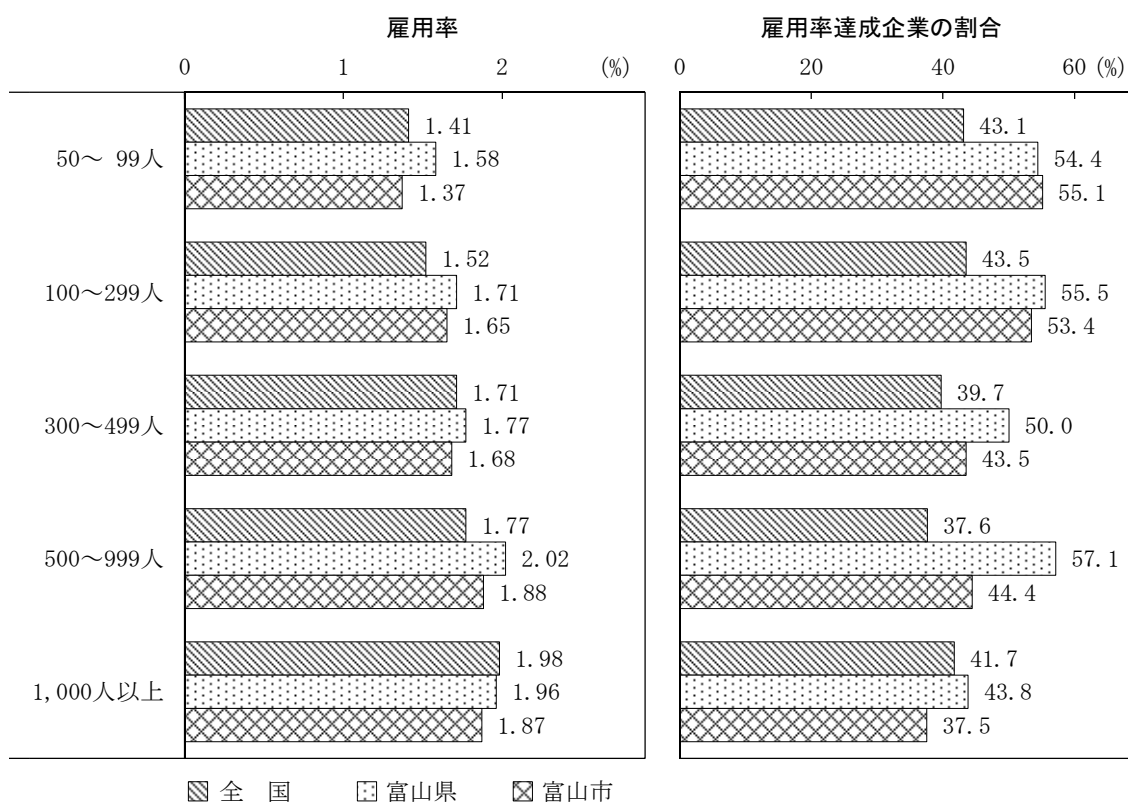 雇用率 雇用率達成企業の割合
0 1 2 (%) 0 20 40 60 (%)
1.41 43.1
50～ 99人 1.58 54.4
1.37 55.1
1.52 43.5
100～299人 1.71 55.5
1.65 53.4
1.71 39.7
300～499人 1.77 50.0
1.68 43.5
1.77 37.6
500～999人 2.02 57.1
1.88 44.4
1.98 41.7
1,000人以上 1.96 43.8
1.87 37.5
全　国 富山県 富山市